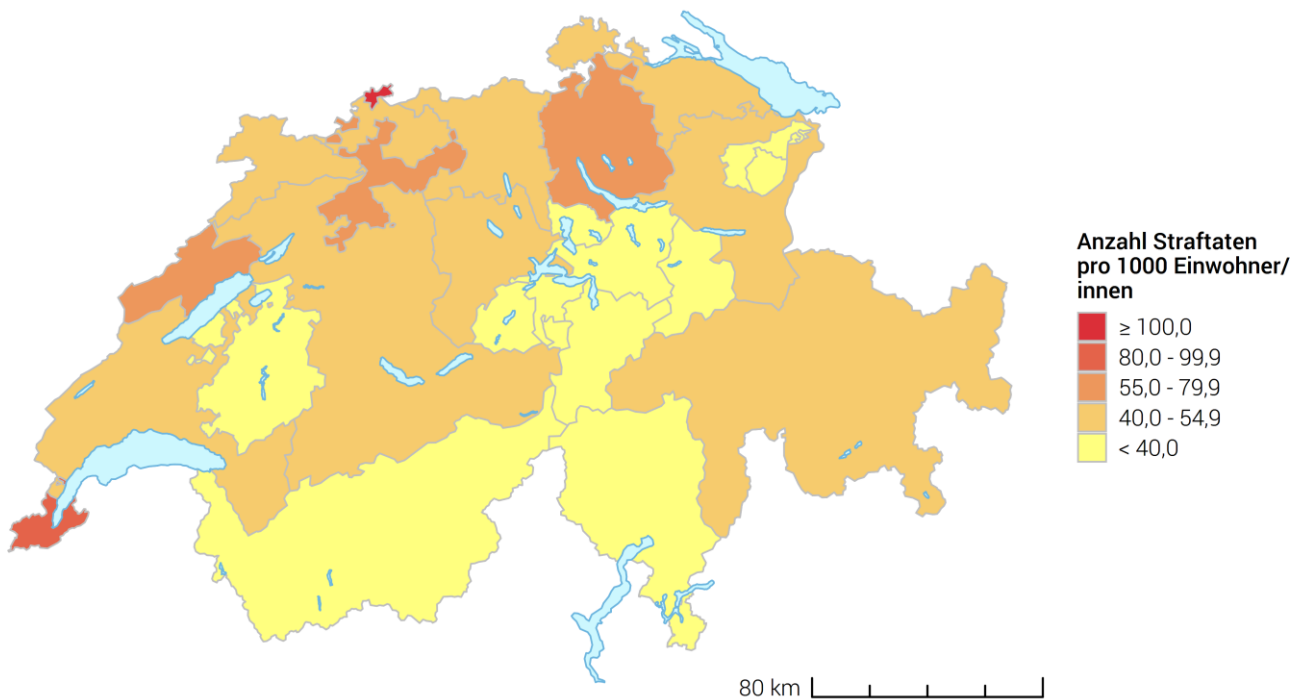 Anzahl Straftaten
pro 1000 Einwohner/
innen
≥ 100,0
80,0 - 99,9
55,0 - 79,9
40,0 - 54,9
< 40,0
80 km